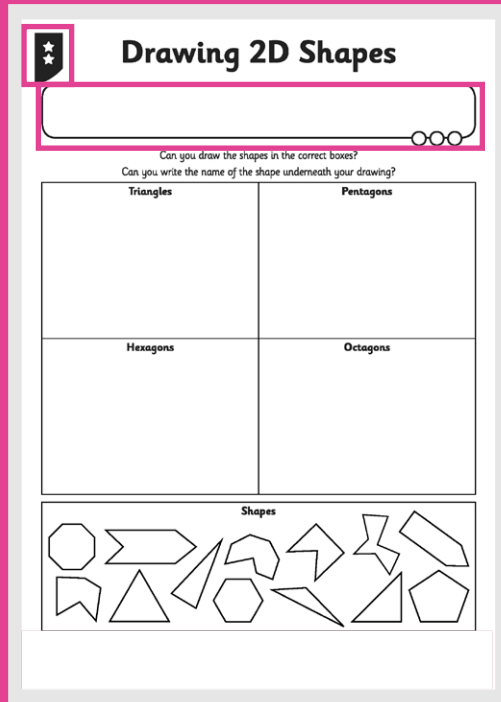 Drawing 2D Shapes
Can you draw the shapes in the correct boxes?
Can you write the name of the shape underneath your drawing?
Triangles
Pentagons
Hexagons
Octagons
Shapes